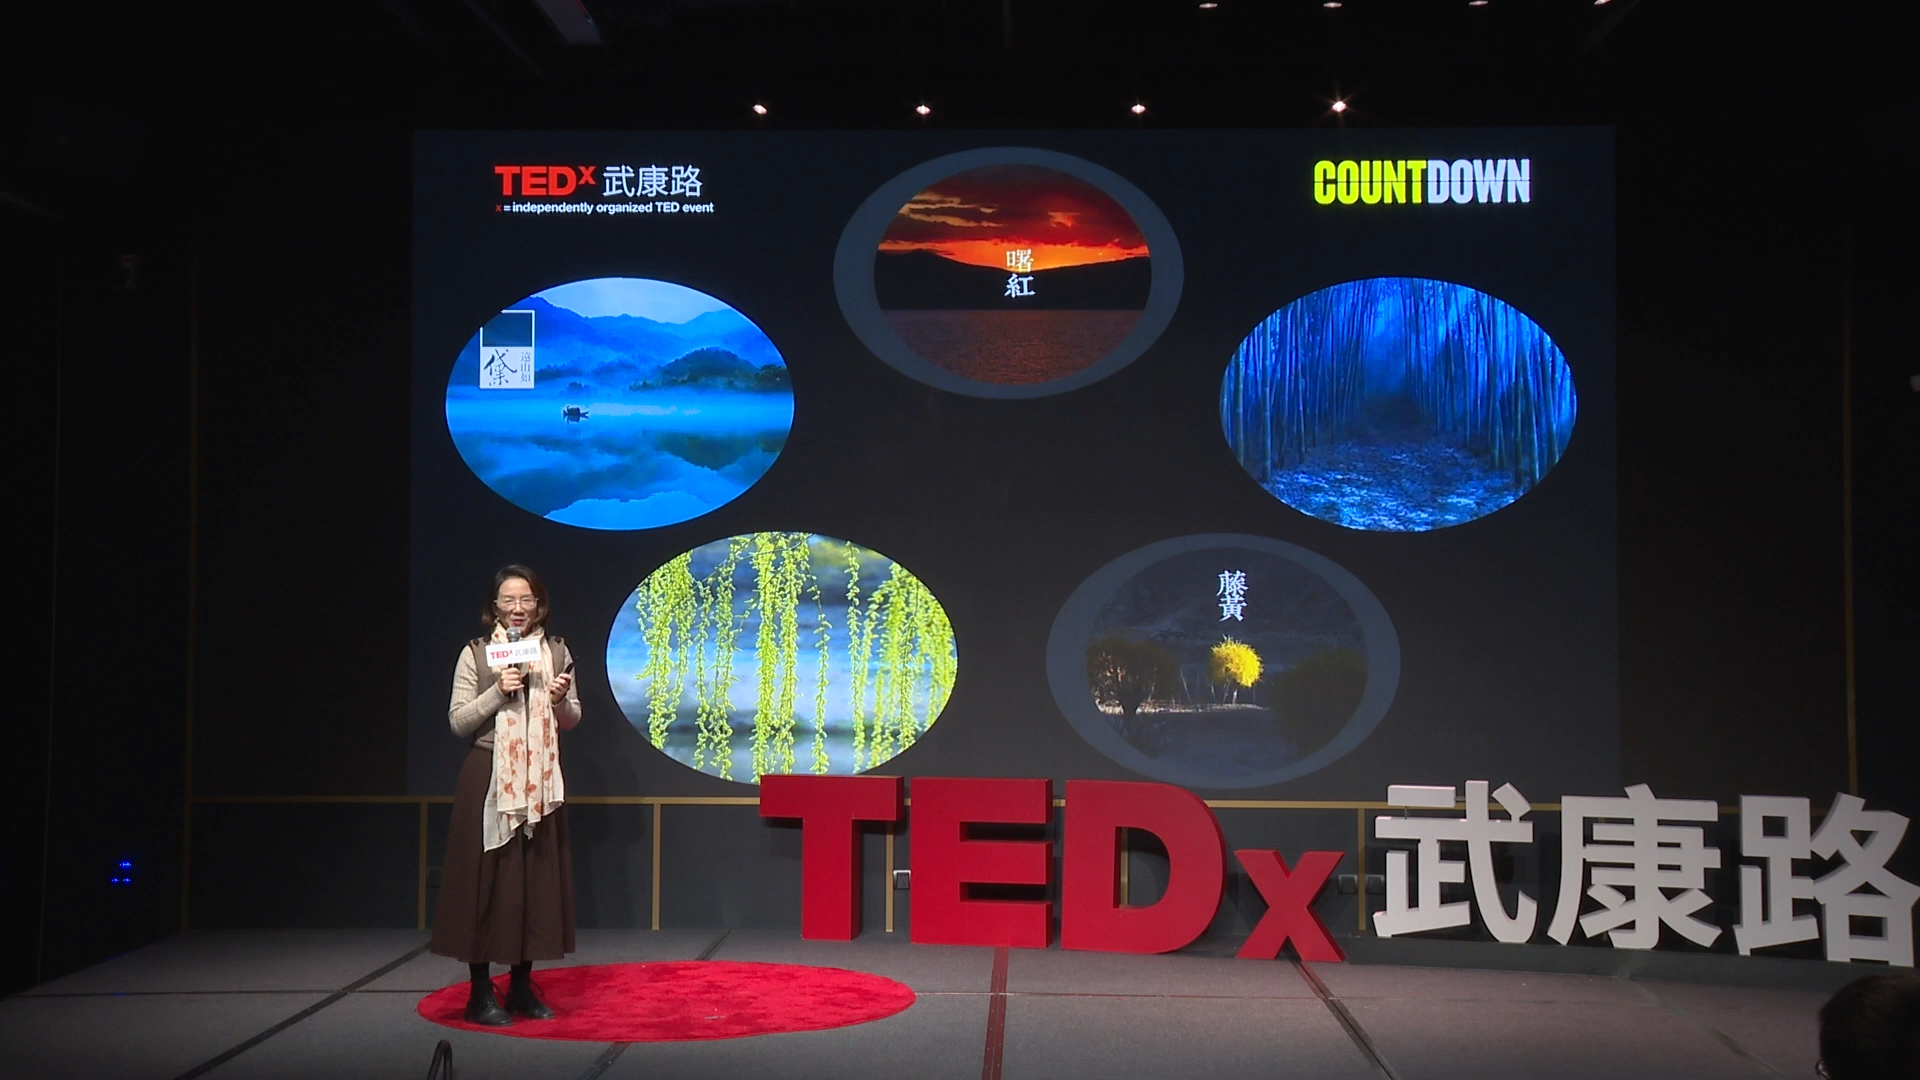 TEDx 武康路
x = independently organized TED event
COUNTDOWN
曙紅
遠山如
黛
藤黃
TEDx 武康路
TEDx 武康路